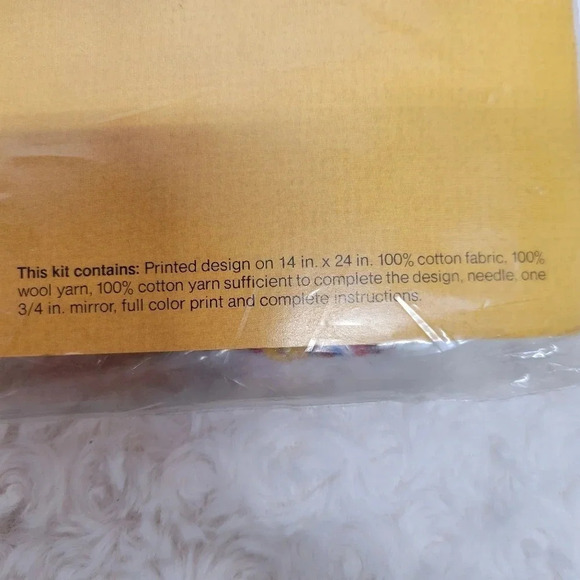 This kit contains: Printed design on 14 in. x 24 in. 100% cotton fabric, 100%
wool yarn, 100% cotton yarn sufficient to complete the design, needle, one
3/4 in. mirror, full color print and complete instructions.